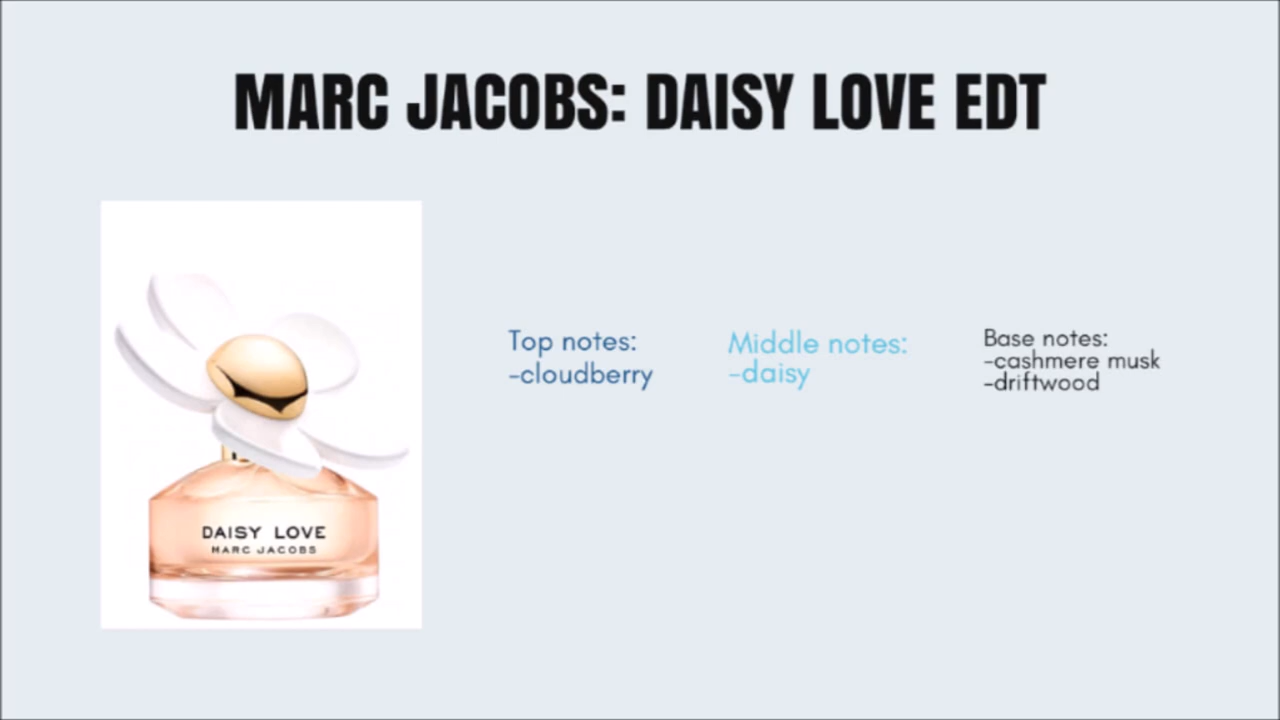 MARC JACOBS: DAISY LOVE EDT
Top notes:
-cloudberry
Middle notes:
-daisy
Base notes:
-cashmere musk
-driftwood
DAISY LOVE
MARC JACOBS